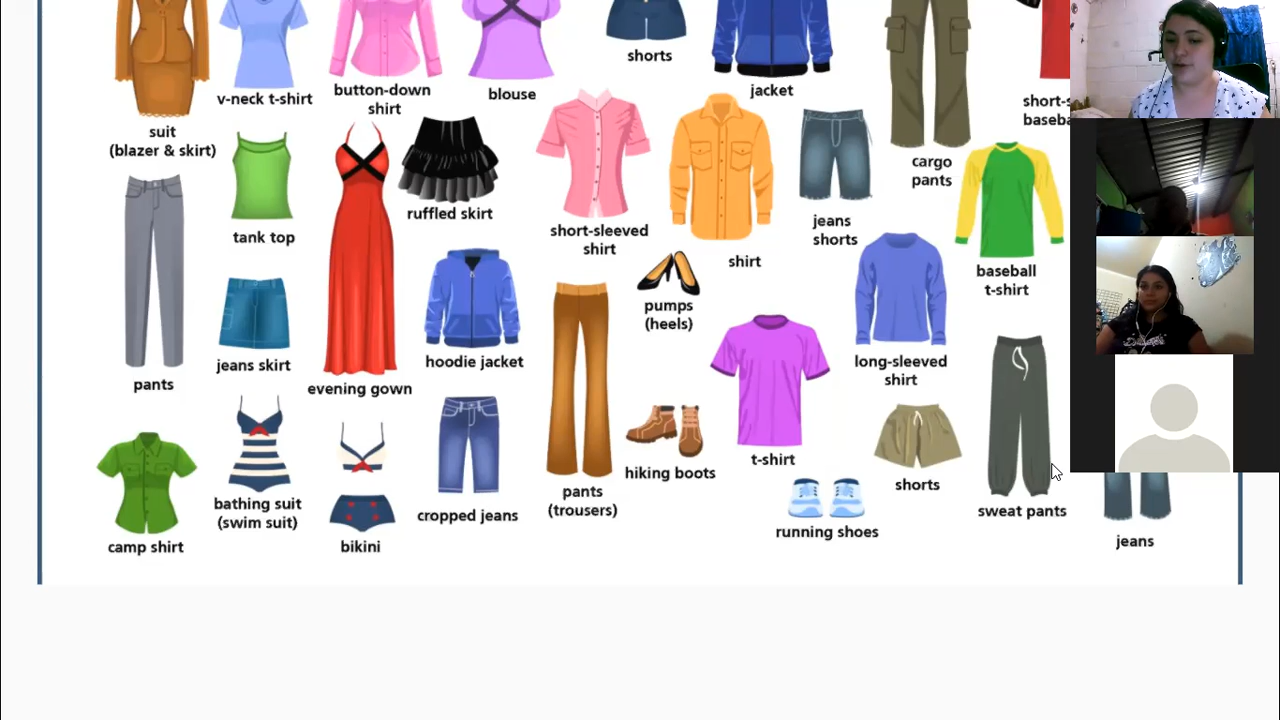 shorts
v-neck t-shirt
button-down
shirt
blouse
jacket
short-s
baseba
suit
(blazer & skirt)
cargo
pants
tank top
ruffled skirt
short-sleeved
shirt
jeans
shorts
shirt
baseball
t-shirt
pumps
(heels)
pants
jeans skirt
evening gown
hoodie jacket
long-sleeved
shirt
hiking boots
t-shirt
shorts
pants
(trousers)
bathing suit
(swim suit)
cropped jeans
running shoes
sweat pants
camp shirt
bikini
jeans